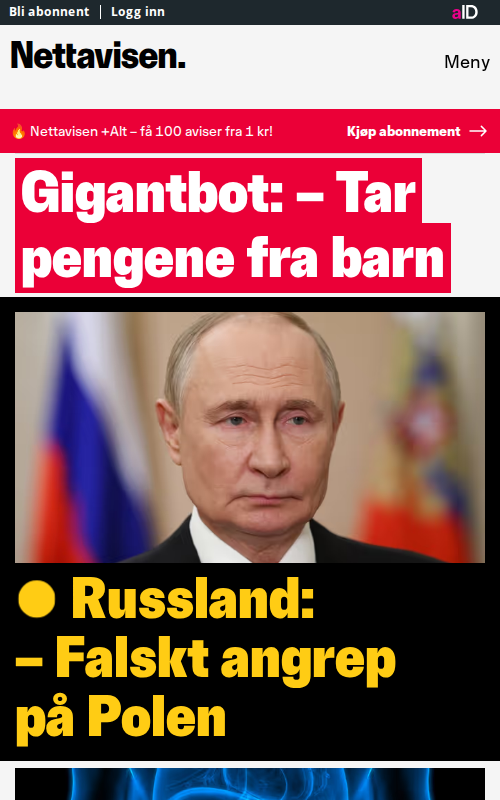 Bli abonnent | Logg inn
aID
Nettavisen.
Meny
🔥 Nettavisen +Alt – få 100 aviser fra 1 kr!
Kjøp abonnement →
Gigantbot: – Tar
pengene fra barn
Russland:
– Falskt angrep
på Polen